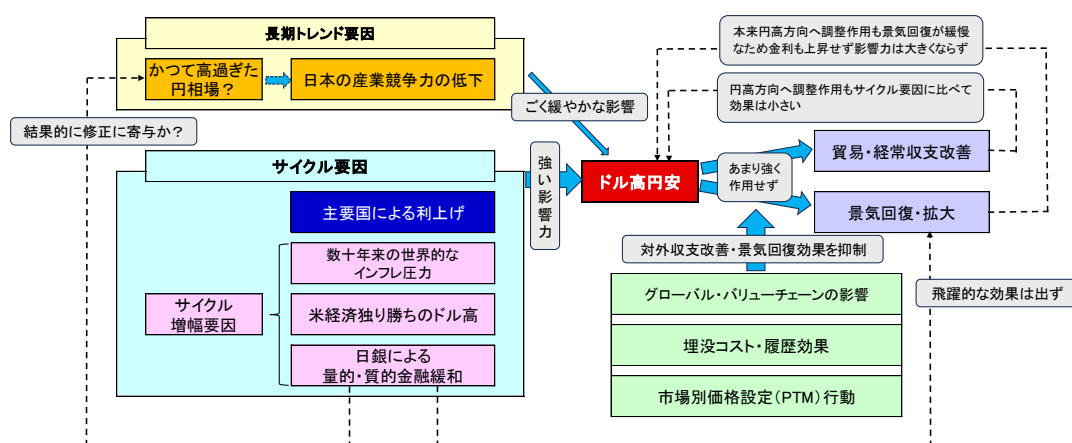 長期トレンド要因
かつて高過ぎた
円相場？
日本の産業競争力の低下
結果的に修正に寄与か？
ごく緩やかな影響
本来円高方向へ調整作用も景気回復が緩慢
なため金利も上昇せず影響力は大きくならず
円高方向へ調整作用もサイクル要因に比べて
効果は小さい
サイクル要因
主要国による利上げ
数十年来の世界的な
インフレ圧力
サイクル
増幅要因
米経済独り勝ちのドル高
日銀による
量的・質的金融緩和
強い影響力
ドル高円安
あまり強く
作用せず
貿易・経常収支改善
景気回復・拡大
対外収支改善・景気回復効果を抑制
グローバル・バリューチェーンの影響
埋没コスト・履歴効果
市場別価格設定（PTM）行動
飛躍的な効果は出ず